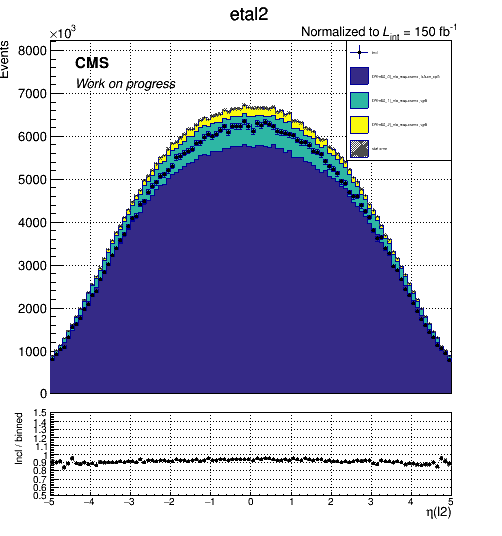 etal2
Normalized to L_int = 150 fb^-1
×10^3
Events
CMS
Work on progress
incl
stat error
8000
7000
6000
5000
4000
3000
2000
1000
0
Incl / binned
1.5
1.4
1.3
1.2
1.1
1
0.9
0.8
0.7
0.6
0.5
−5 −4 −3 −2 −1 0 1 2 3 4 5
η(l2)